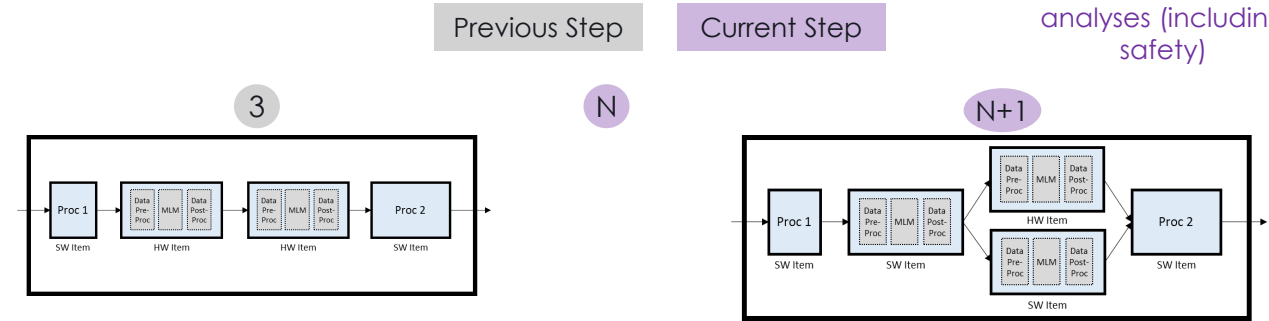 Previous Step
Current Step
analyses (includin
safety)
3
N
N+1
Proc 1
SW Item
Data
Pre-
Proc
MLM
Data
Post-
Proc
HW Item
Data
Pre-
Proc
MLM
Data
Post-
Proc
HW Item
Proc 2
SW Item
Proc 1
SW Item
Data
Pre-
Proc
MLM
Data
Post-
Proc
SW Item
Data
Pre-
Proc
MLM
Data
Post-
Proc
HW Item
Data
Pre-
Proc
MLM
Data
Post-
Proc
SW Item
Proc 2
SW Item